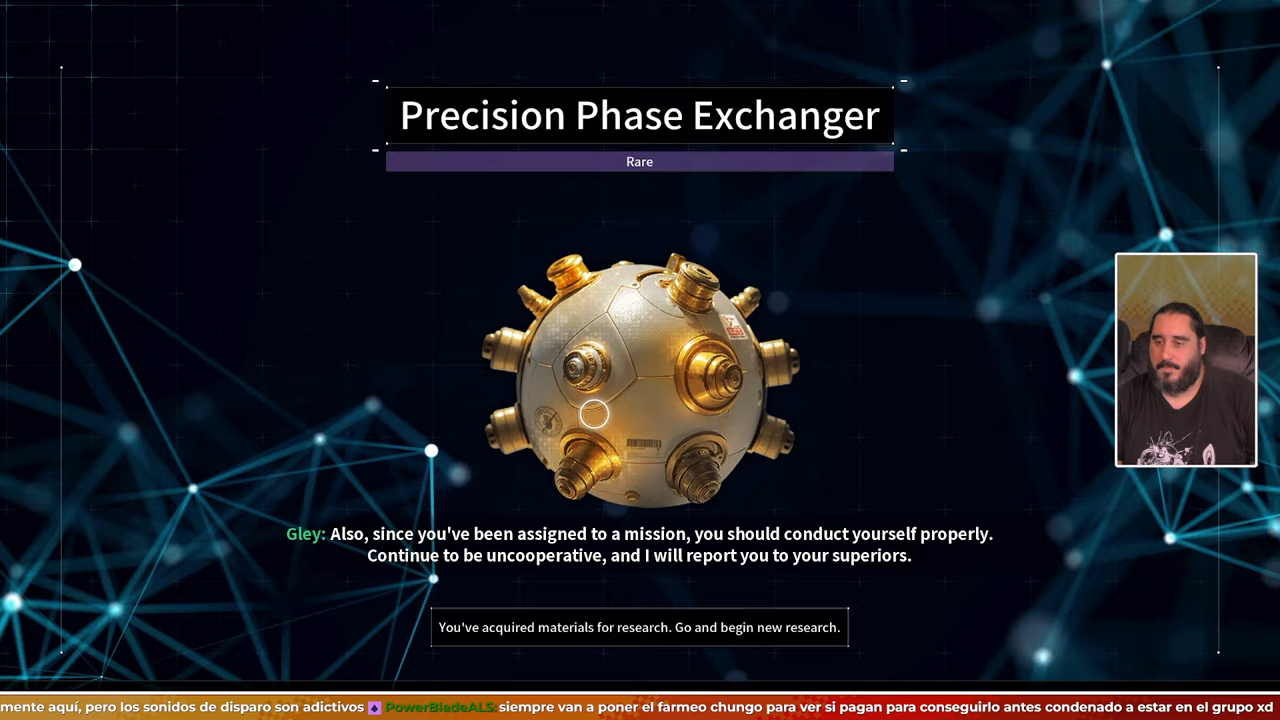 Precision Phase Exchanger
Rare
Gley: Also, since you've been assigned to a mission, you should conduct yourself properly.
Continue to be uncooperative, and I will report you to your superiors.
You've acquired materials for research. Go and begin new research.
mente aquí, pero los sonidos de disparo son adictivos PowerBladeALS: siempre van a poner el farmeo chungo para ver si pagan para conseguirlo antes condenado a estar en el grupo xd